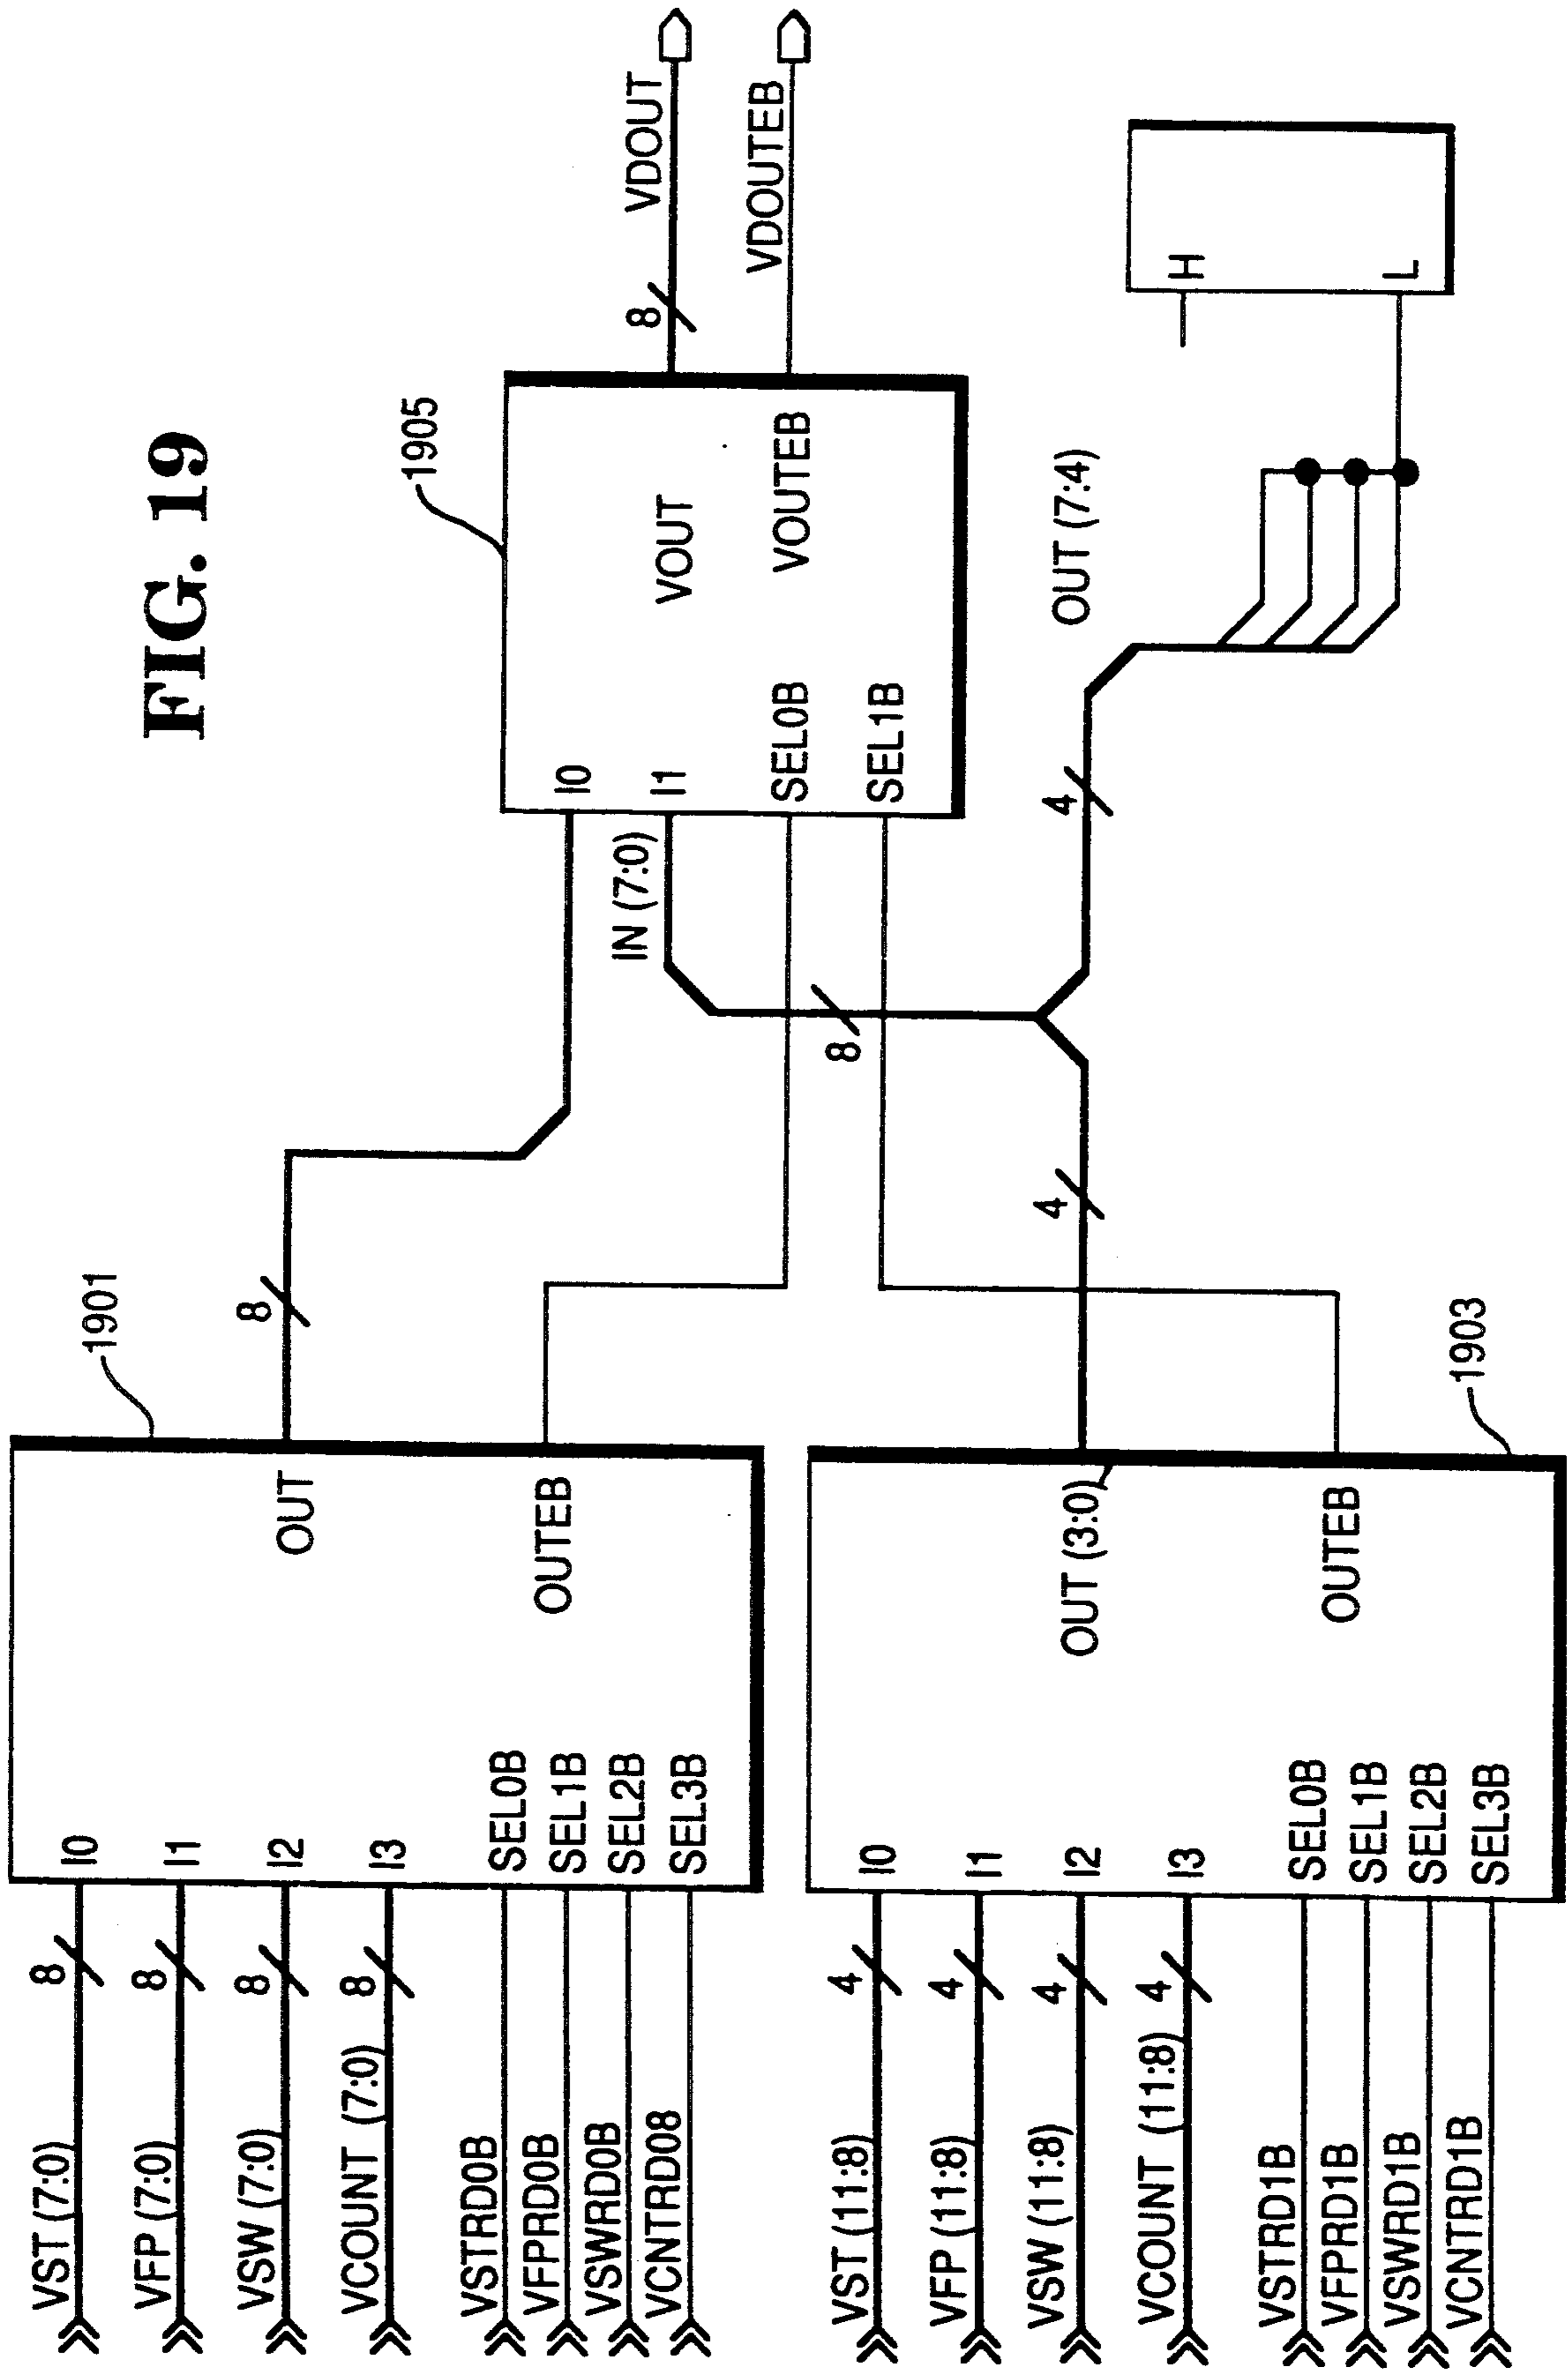 FIG. 19
VST (7:0)
8
I0
VFP (7:0)
8
I1
VSW (7:0)
8
I2
VCOUNT (7:0)
8
I3
VSTRD0B
SEL0B
VFPRD0B
SEL1B
VSWRD0B
SEL2B
VCNTRD08
SEL3B
OUT
OUTEB
1901
8
VST (11:8)
4
I0
VFP (11:8)
4
I1
VSW (11:8)
4
I2
VCOUNT (11:8)
4
I3
VSTRD1B
SEL0B
VFPRD1B
SEL1B
VSWRD1B
SEL2B
VCNTRD1B
SEL3B
OUT (3:0)
OUTEB
1903
4
8
4
IN (7:0)
I0
I1
SEL0B
SEL1B
VOUT
VOUTEB
1905
8
VDOUT
VDOUTEB
OUT (7:4)
H
L